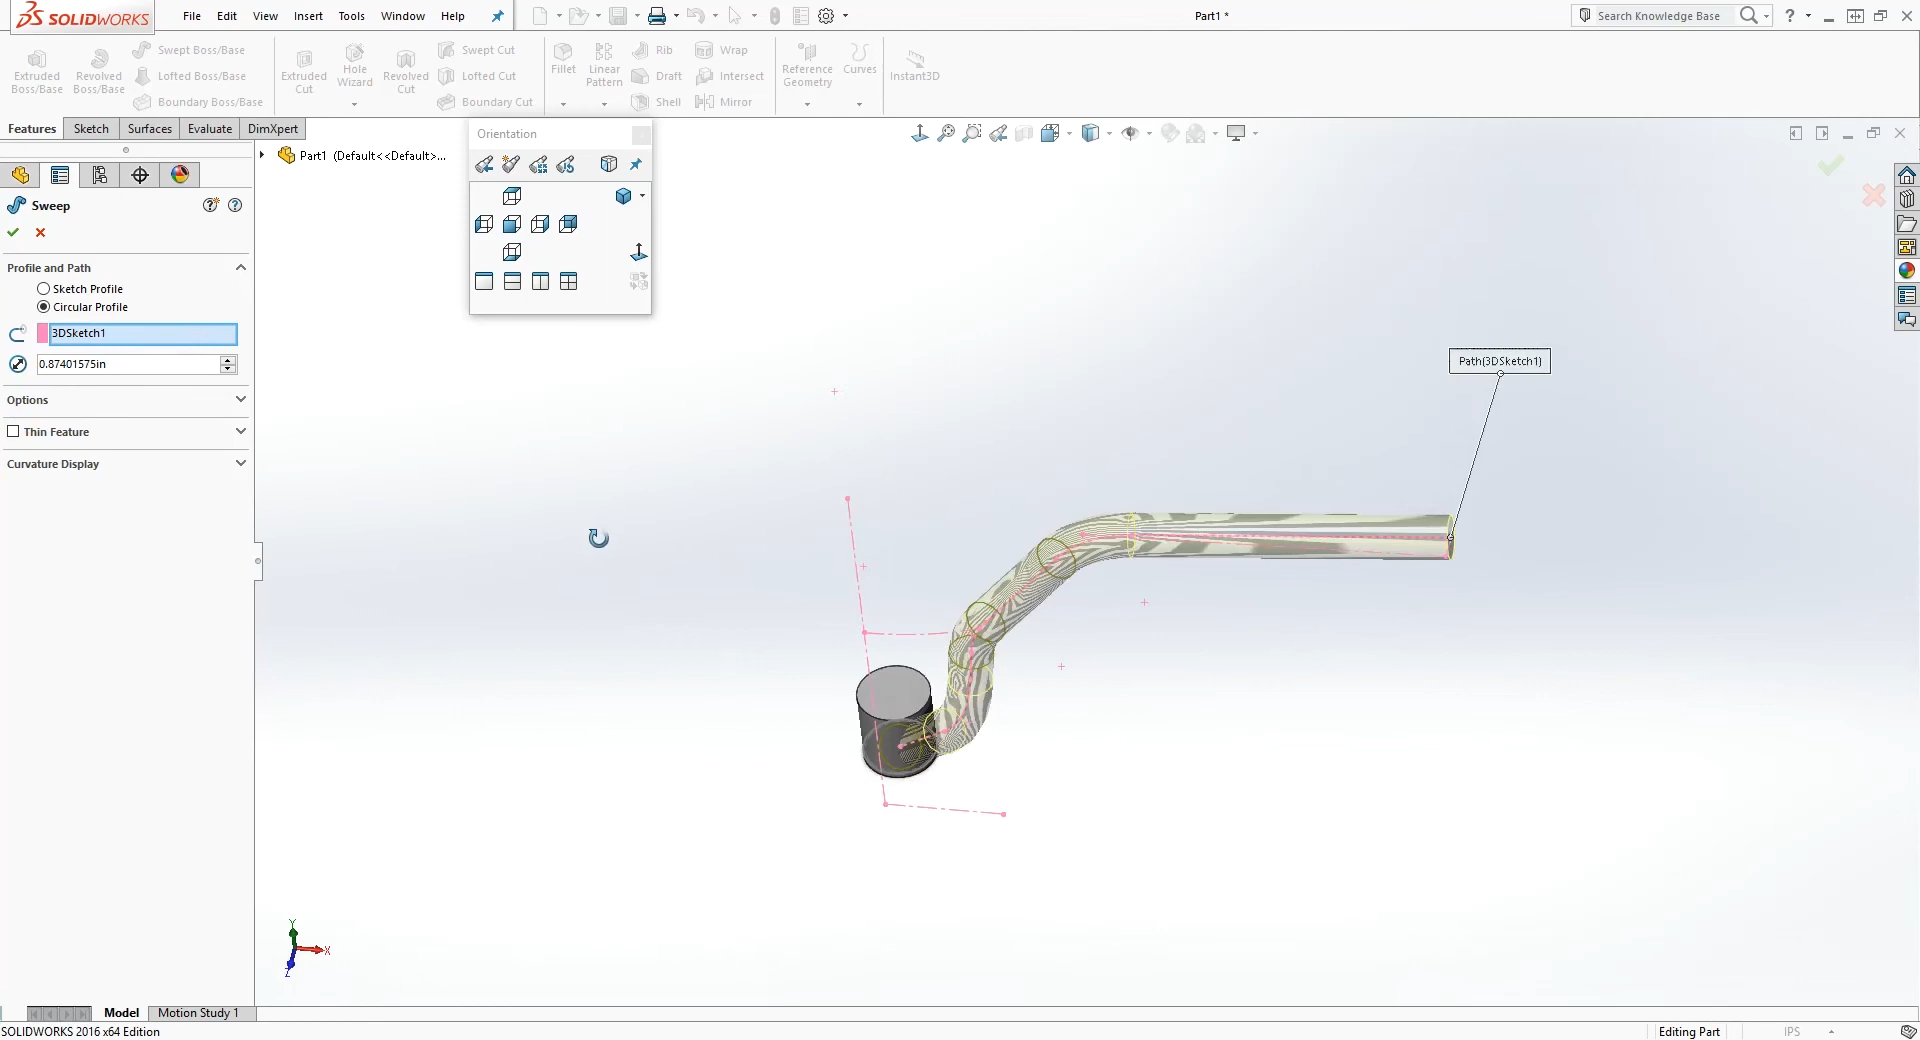 SOLIDWORKS File Edit View Insert Tools Window Help Part1 * Search Knowledge Base ?
Extruded Boss/Base
Revolved Boss/Base
Swept Boss/Base
Lofted Boss/Base
Boundary Boss/Base
Extruded Cut
Hole Wizard
Revolved Cut
Swept Cut
Lofted Cut
Boundary Cut
Fillet
Linear Pattern
Rib
Draft
Shell
Wrap
Intersect
Mirror
Reference Geometry
Curves
Instant3D
Features Sketch Surfaces Evaluate DimXpert
Orientation
Part1 (Default<<Default>...
Sweep
Profile and Path
Sketch Profile
Circular Profile
3DSketch1
0.87401575in
Options
Thin Feature
Curvature Display
Path(3DSketch1)
Y
X
Z
Model Motion Study 1
SOLIDWORKS 2016 x64 Edition Editing Part IPS